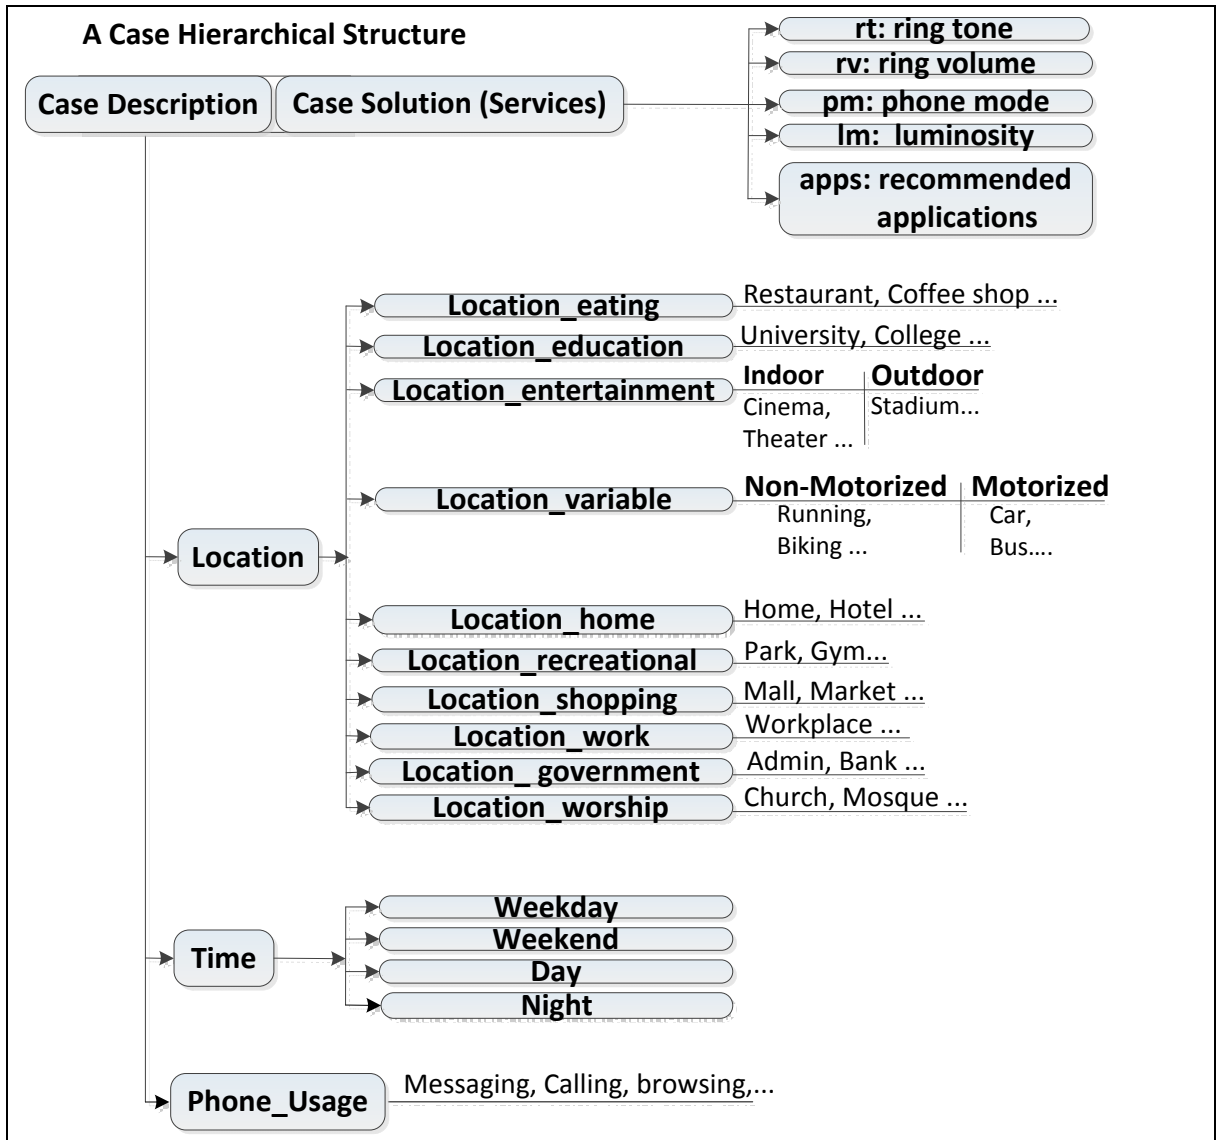 A Case Hierarchical Structure
Case Description
Case Solution (Services)
rt: ring tone
rv: ring volume
pm: phone mode
lm: luminosity
apps: recommended
applications
Location
Location_eating
Restaurant, Coffee shop ...
Location_education
University, College ...
Location_entertainment
Indoor
Cinema,
Theater ...
Outdoor
Stadium...
Location_variable
Non-Motorized
Running,
Biking ...
Motorized
Car,
Bus....
Location_home
Home, Hotel ...
Location_recreational
Park, Gym...
Location_shopping
Mall, Market ...
Location_work
Workplace ...
Location_ government
Admin, Bank ...
Location_worship
Church, Mosque ...
Time
Weekday
Weekend
Day
Night
Phone_Usage
Messaging, Calling, browsing,...